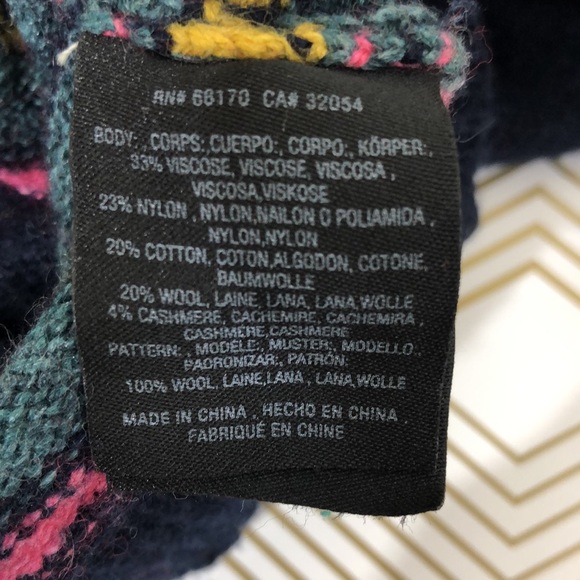 RN# 66170 CA# 32054
BODY: , CORPS:,CUERPO:, CORPO:, KÖRPER:,
33% VISCOSE, VISCOSE, VISCOSA ,
VISCOSA,VISKOSE
23% NYLON , NYLON,NAILON O POLIAMIDA ,
NYLON,NYLON
20% COTTON, COTON,ALGODON, COTONE,
BAUMWOLLE
20% WOOL, LAINE, LANA, LANA,WOLLE
4% CASHMERE, CACHEMIRE, CACHEMIRA ,
CASHMERE,CASHMERE
PATTERN: , MODÈLE:, MUSTER:, MODELLO:,
PADRONIZAR:, PATRÓN:
100% WOOL, LAINE,LANA , LANA,WOLLE
MADE IN CHINA , HECHO EN CHINA ,
FABRIQUÉ EN CHINE